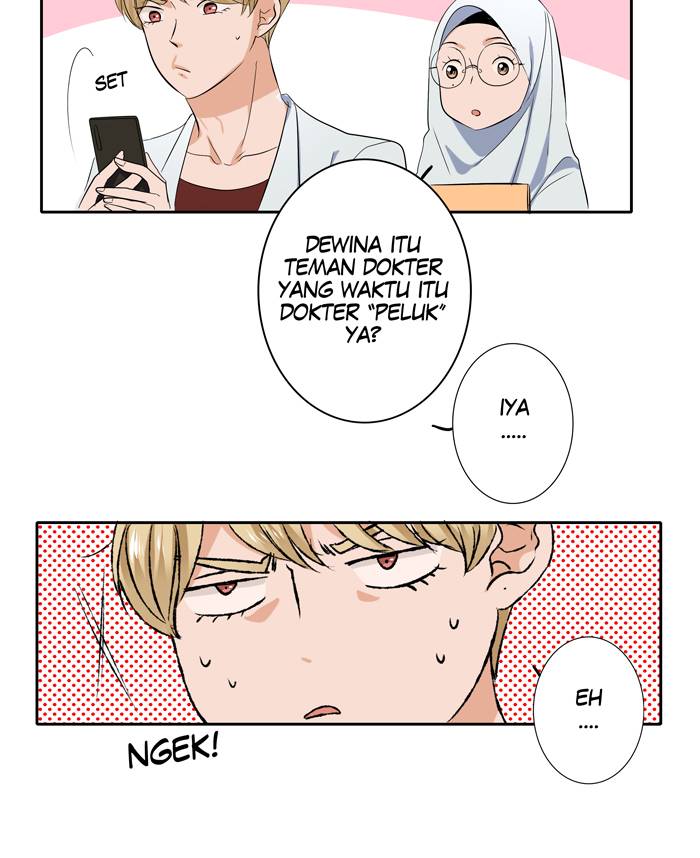 SET
DEWINA ITU
TEMAN DOKTER
YANG WAKTU ITU
DOKTER "PELUK"
YA?
IYA
.....
EH
....
NGEK!